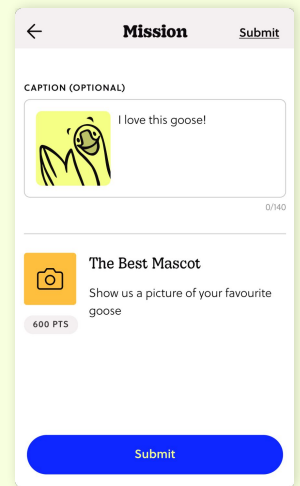 Mission
Submit
CAPTION (OPTIONAL)
I love this goose!
0/140
The Best Mascot
Show us a picture of your favourite
goose
600 PTS
Submit